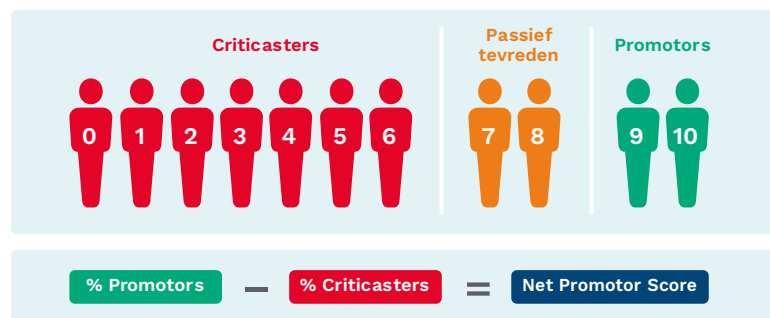 Criticasters
Passief
tevreden
Promotors
0 1 2 3 4 5 6 7 8 9 10
% Promotors – % Criticasters = Net Promotor Score